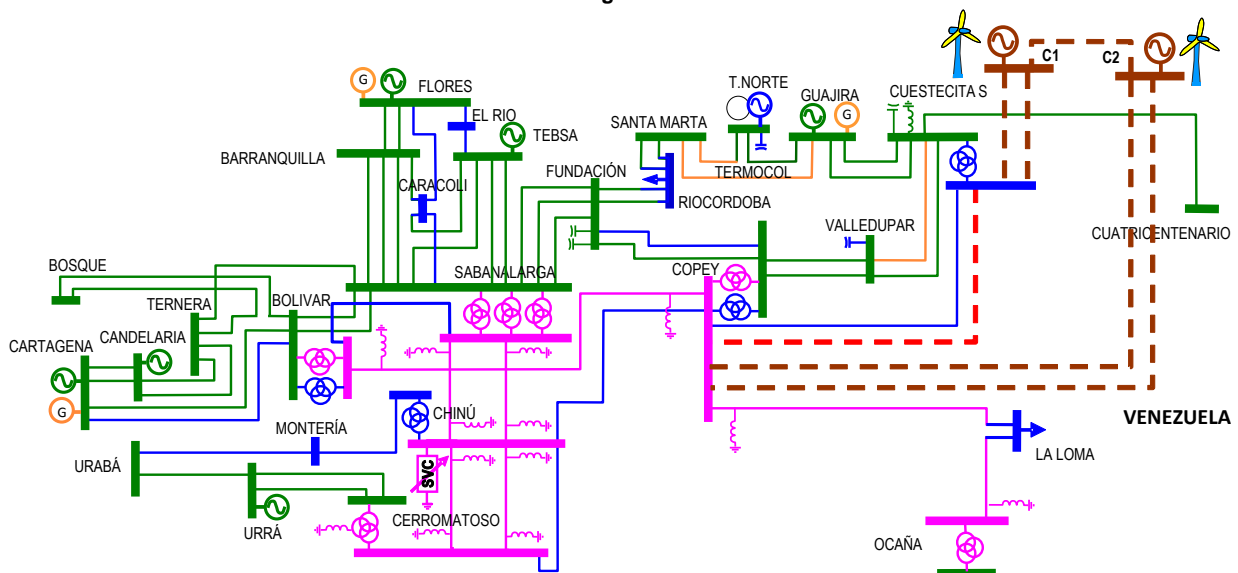 C1
C2
G
FLORES
T.NORTE
GUAJIRA
G
CUESTECITA S
EL RIO
SANTA MARTA
TEBSA
BARRANQUILLA
FUNDACIÓN
TERMOCOL
CARACOLI
RIOCORDOBA
VALLEDUPAR
CUATRICENTENARIO
BOSQUE
SABANALARGA
COPEY
TERNERA
BOLIVAR
CANDELARIA
CARTAGENA
G
CHINÚ
VENEZUELA
MONTERÍA
LA LOMA
URABÁ
SVC
CERROMATOSO
URRÁ
OCAÑA